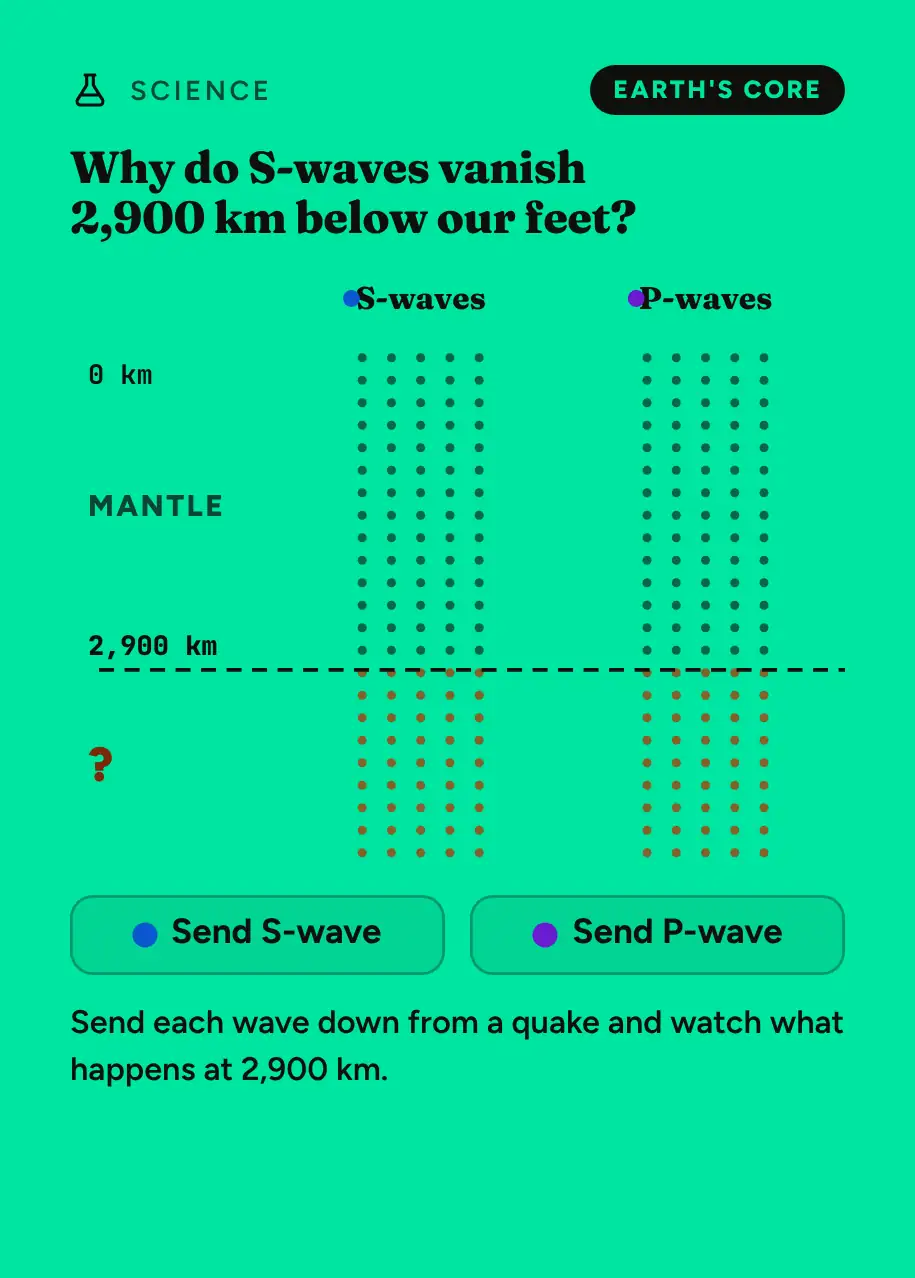 SCIENCE
EARTH'S CORE
Why do S-waves vanish
2,900 km below our feet?
S-waves
P-waves
0 km
MANTLE
2,900 km
?
Send S-wave
Send P-wave
Send each wave down from a quake and watch what
happens at 2,900 km.